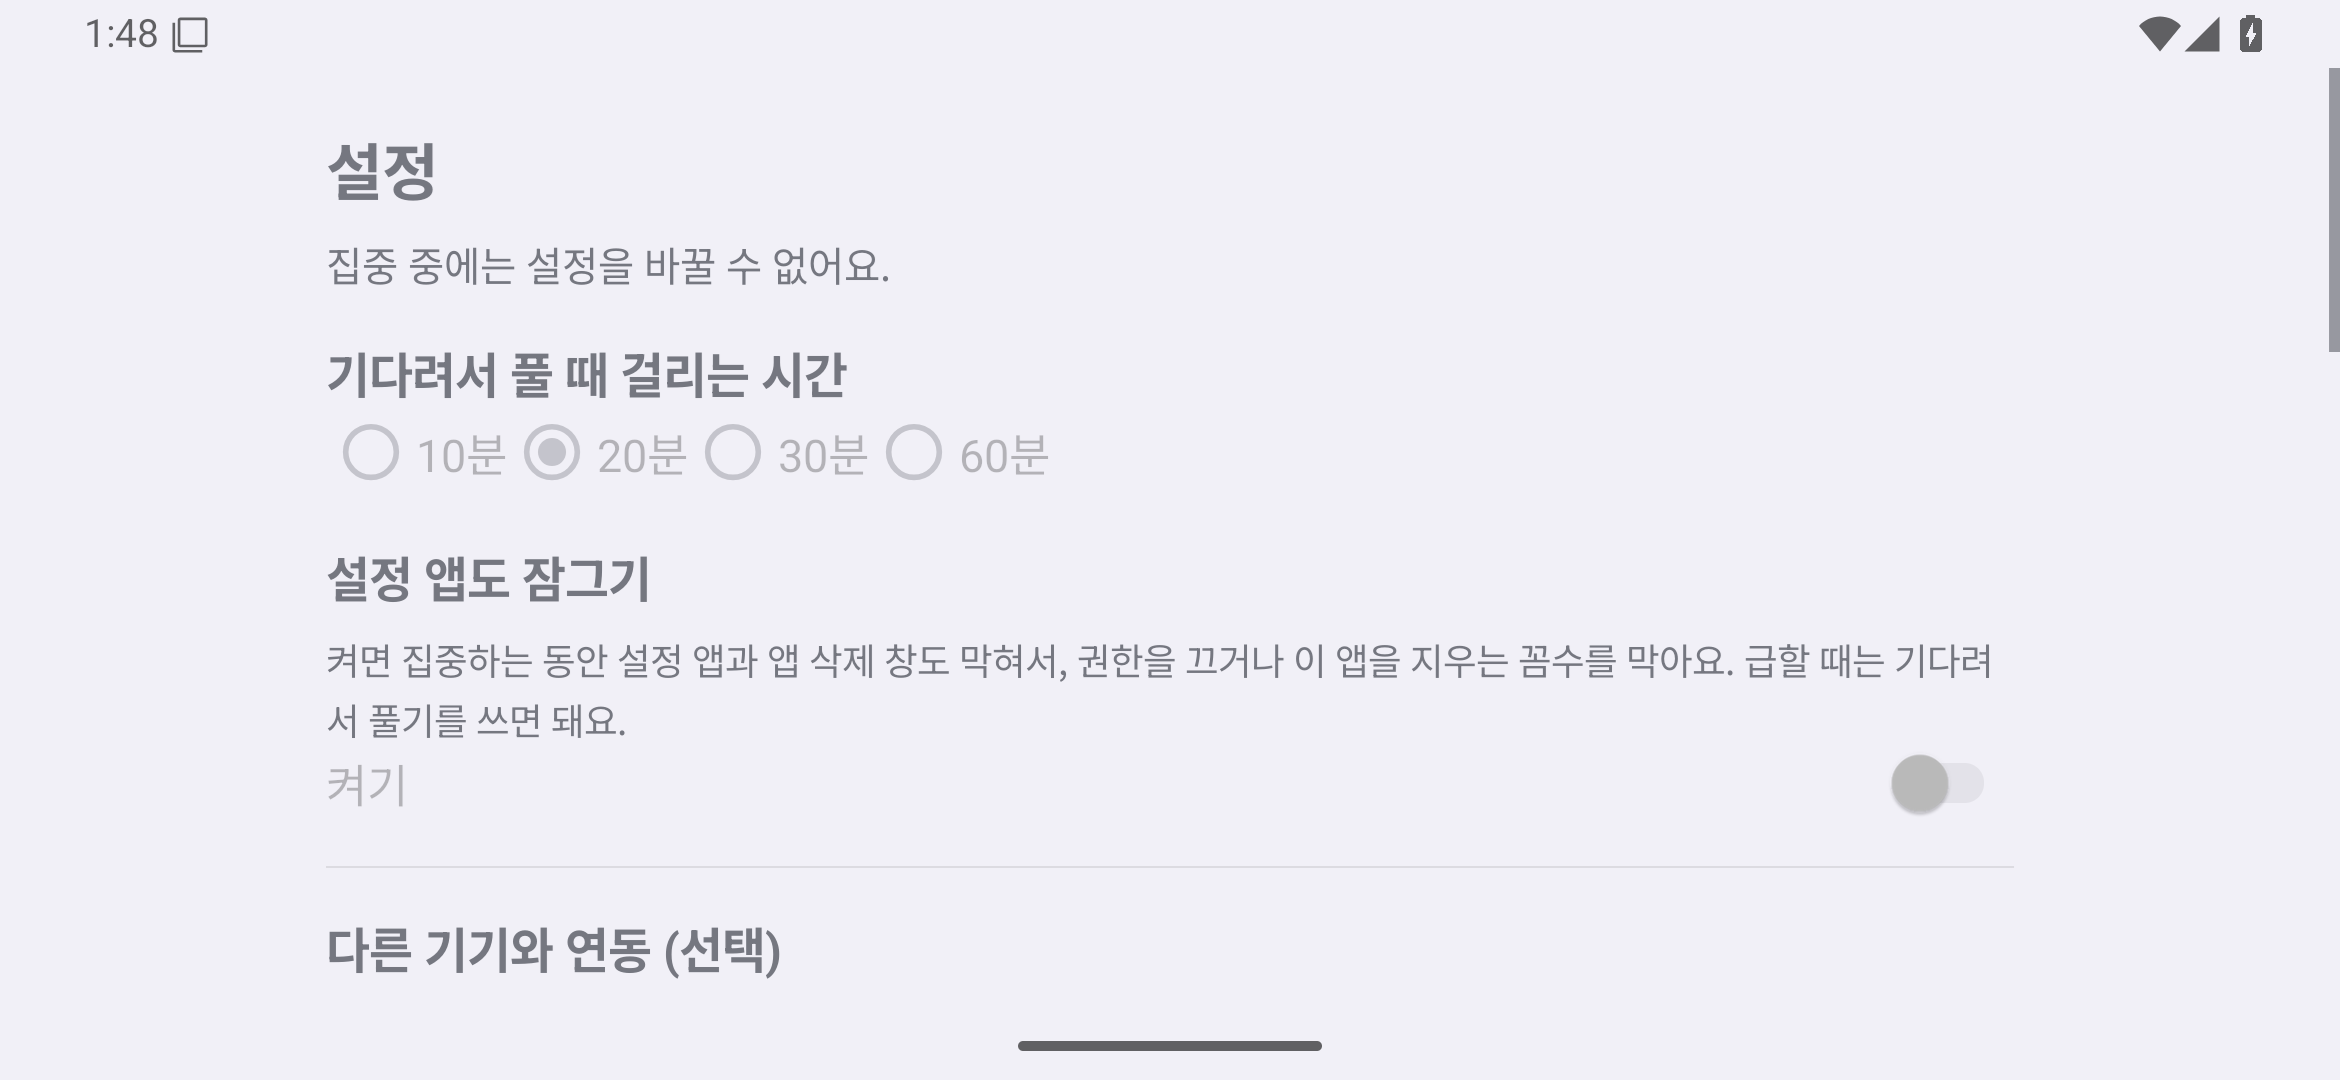 1:48
설정
집중 중에는 설정을 바꿀 수 없어요.
기다려서 풀 때 걸리는 시간
10분 20분 30분 60분
설정 앱도 잠그기
켜면 집중하는 동안 설정 앱과 앱 삭제 창도 막혀서, 권한을 끄거나 이 앱을 지우는 꼼수를 막아요. 급할 때는 기다려
서 풀기를 쓰면 돼요.
켜기
다른 기기와 연동 (선택)